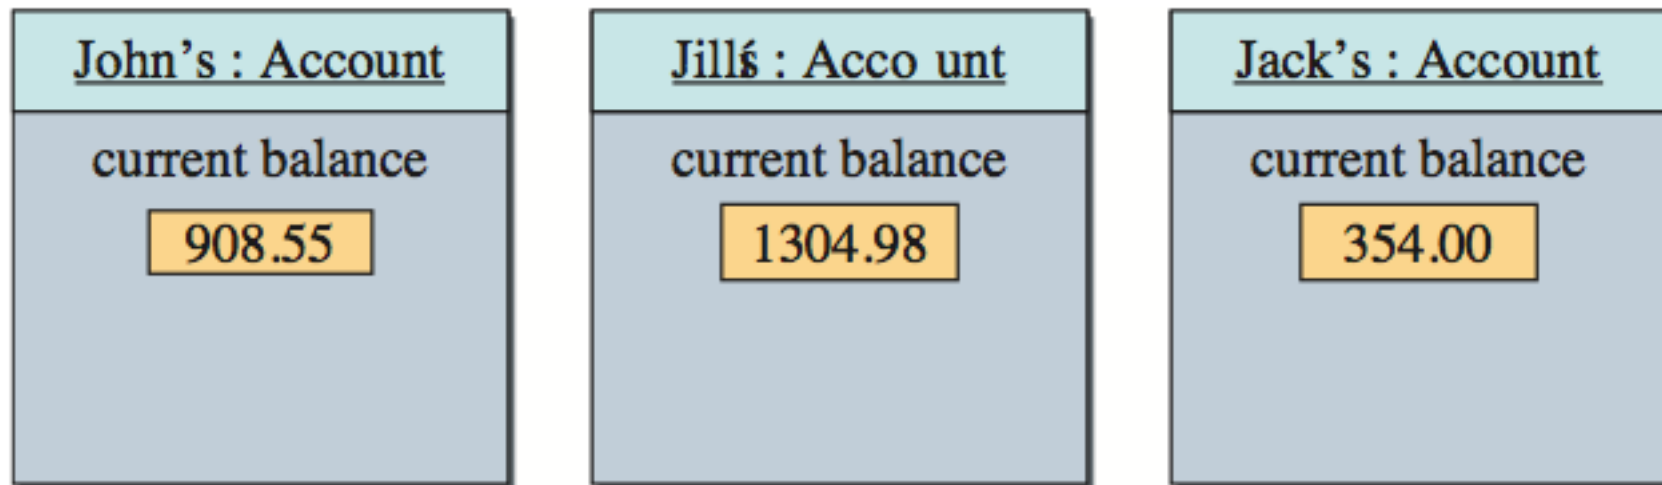 John’s : Account
current balance
908.55
Jill's : Acco unt
current balance
1304.98
Jack’s : Account
current balance
354.00